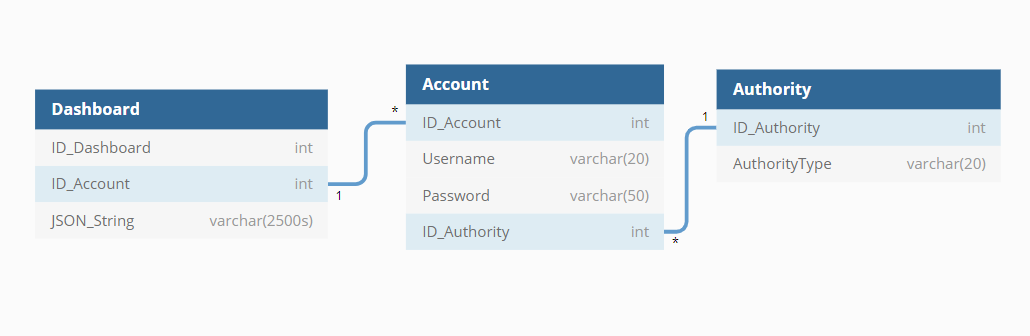 Dashboard
ID_Dashboard int
ID_Account int
JSON_String varchar(2500s)
1
*
Account
ID_Account int
Username varchar(20)
Password varchar(50)
ID_Authority int
*
1
Authority
ID_Authority int
AuthorityType varchar(20)